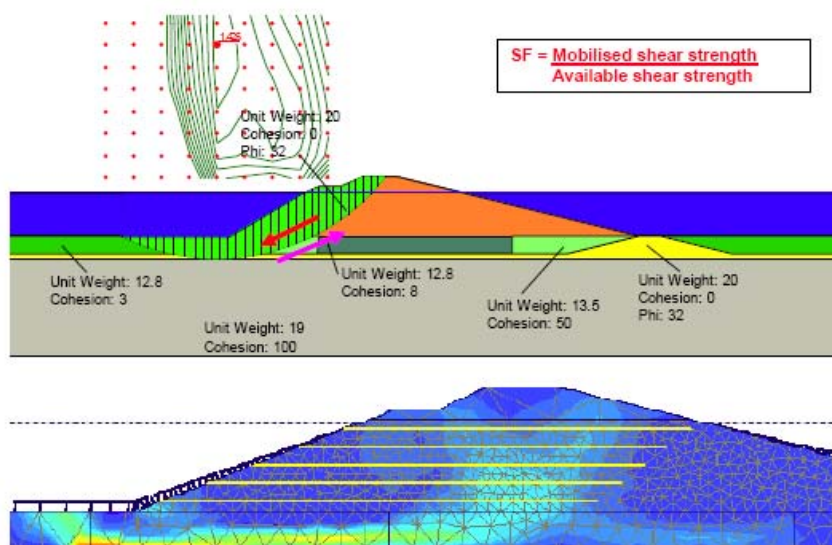 SF = Mobilised shear strength
Available shear strength
Unit Weight: 20
Cohesion: 0
Phi: 32
Unit Weight: 12.8
Cohesion: 3
Unit Weight: 12.8
Cohesion: 8
Unit Weight: 13.5
Cohesion: 50
Unit Weight: 20
Cohesion: 0
Phi: 32
Unit Weight: 19
Cohesion: 100